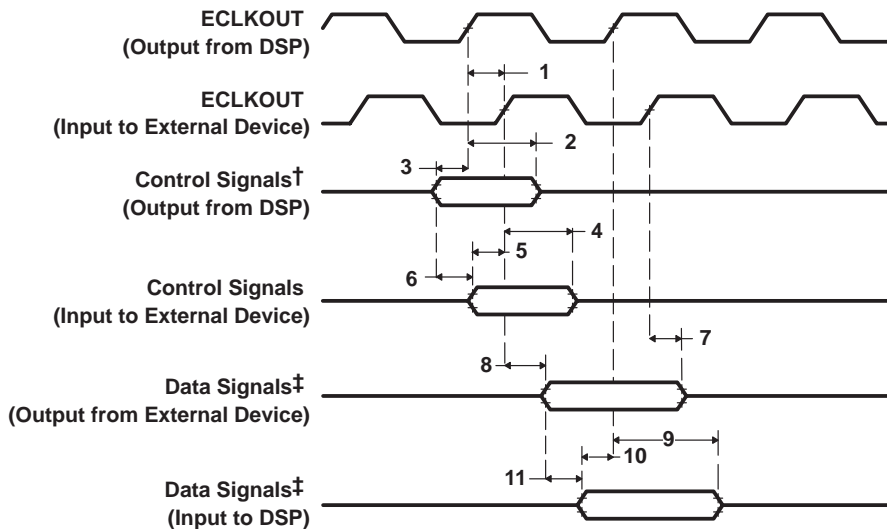 ECLKOUT
(Output from DSP)
1
ECLKOUT
(Input to External Device)
2
3
Control Signals†
(Output from DSP)
4
5
6
Control Signals
(Input to External Device)
7
8
Data Signals‡
(Output from External Device)
9
10
11
Data Signals‡
(Input to DSP)